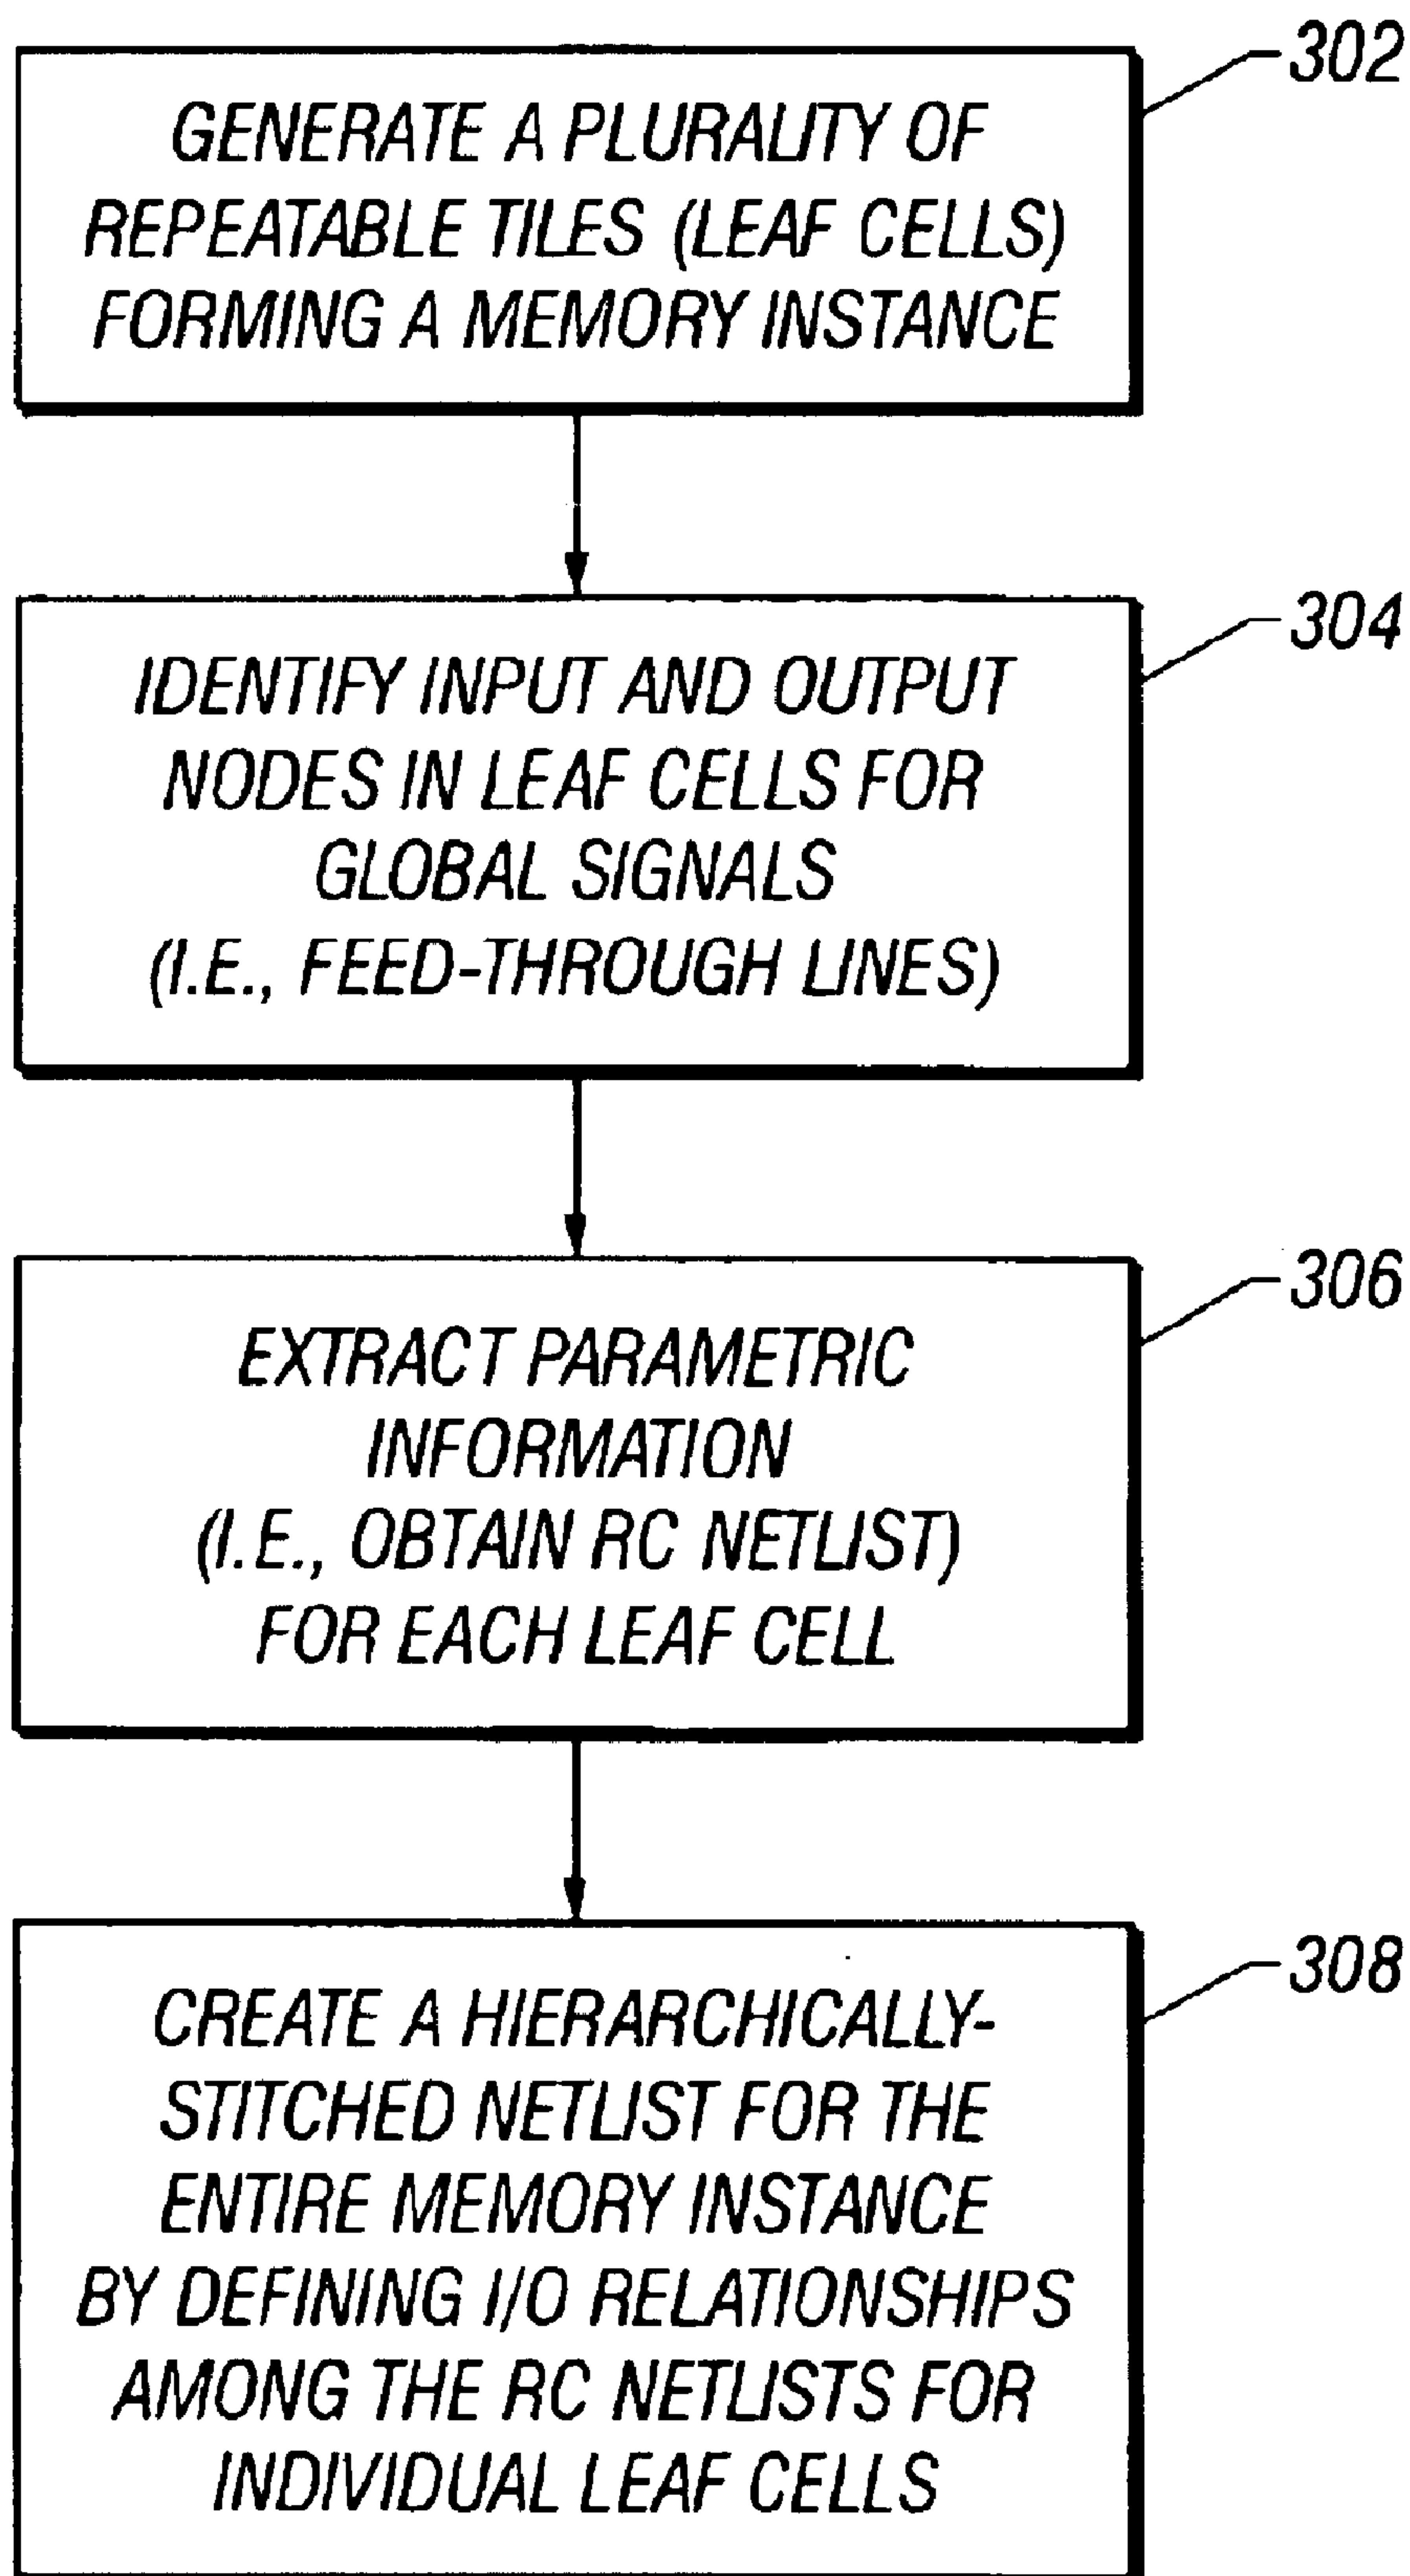 302
GENERATE A PLURALITY OF
REPEATABLE TILES (LEAF CELLS)
FORMING A MEMORY INSTANCE
304
IDENTIFY INPUT AND OUTPUT
NODES IN LEAF CELLS FOR
GLOBAL SIGNALS
(I.E., FEED-THROUGH LINES)
306
EXTRACT PARAMETRIC
INFORMATION
(I.E., OBTAIN RC NETLIST)
FOR EACH LEAF CELL
308
CREATE A HIERARCHICALLY-
STITCHED NETLIST FOR THE
ENTIRE MEMORY INSTANCE
BY DEFINING I/O RELATIONSHIPS
AMONG THE RC NETLISTS FOR
INDIVIDUAL LEAF CELLS